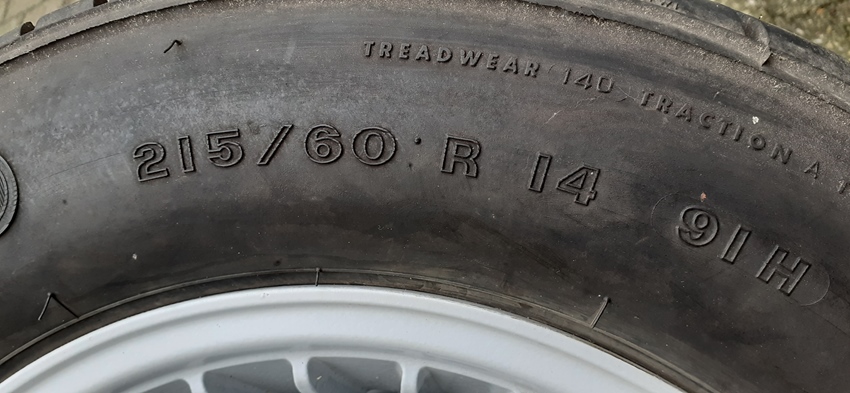 TREADWEAR 140 TRACTION A T
215/60 R 14 91H